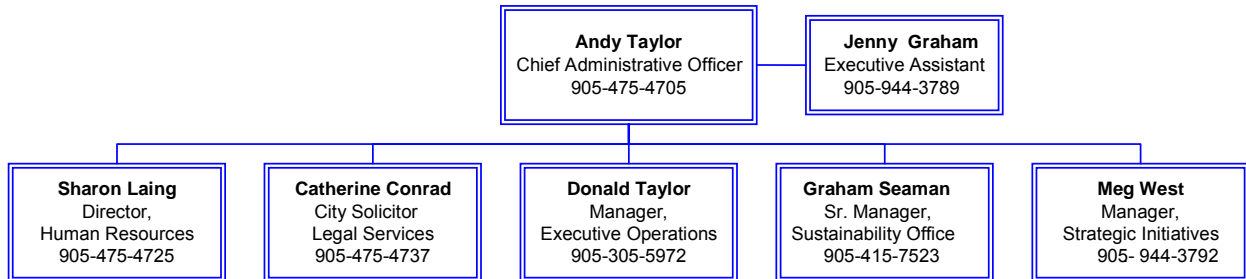 Andy Taylor
Chief Administrative Officer
905-475-4705
Jenny Graham
Executive Assistant
905-944-3789
Sharon Laing
Director,
Human Resources
905-475-4725
Catherine Conrad
City Solicitor
Legal Services
905-475-4737
Donald Taylor
Manager,
Executive Operations
905-305-5972
Graham Seaman
Sr. Manager,
Sustainability Office
905-415-7523
Meg West
Manager,
Strategic Initiatives
905- 944-3792